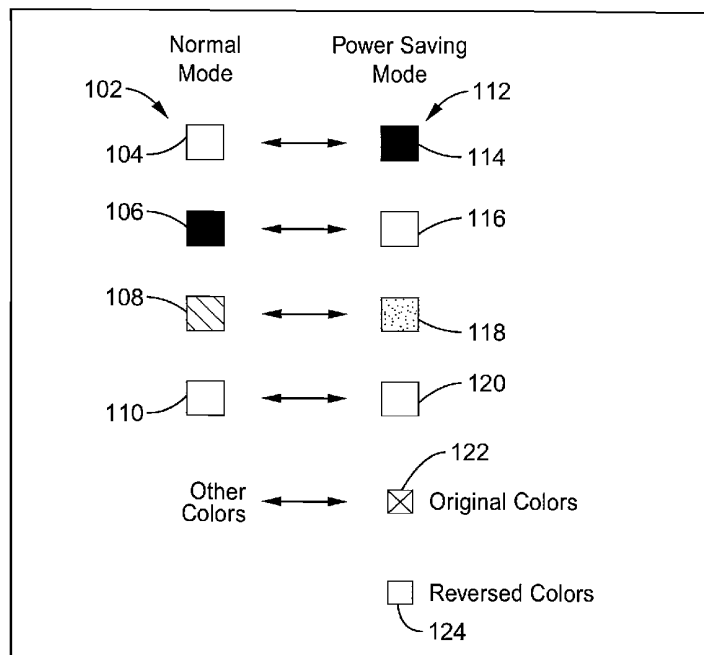 Normal Mode
Power Saving Mode
102
112
104
114
106
116
108
118
110
120
122
Other Colors
Original Colors
Reversed Colors
124